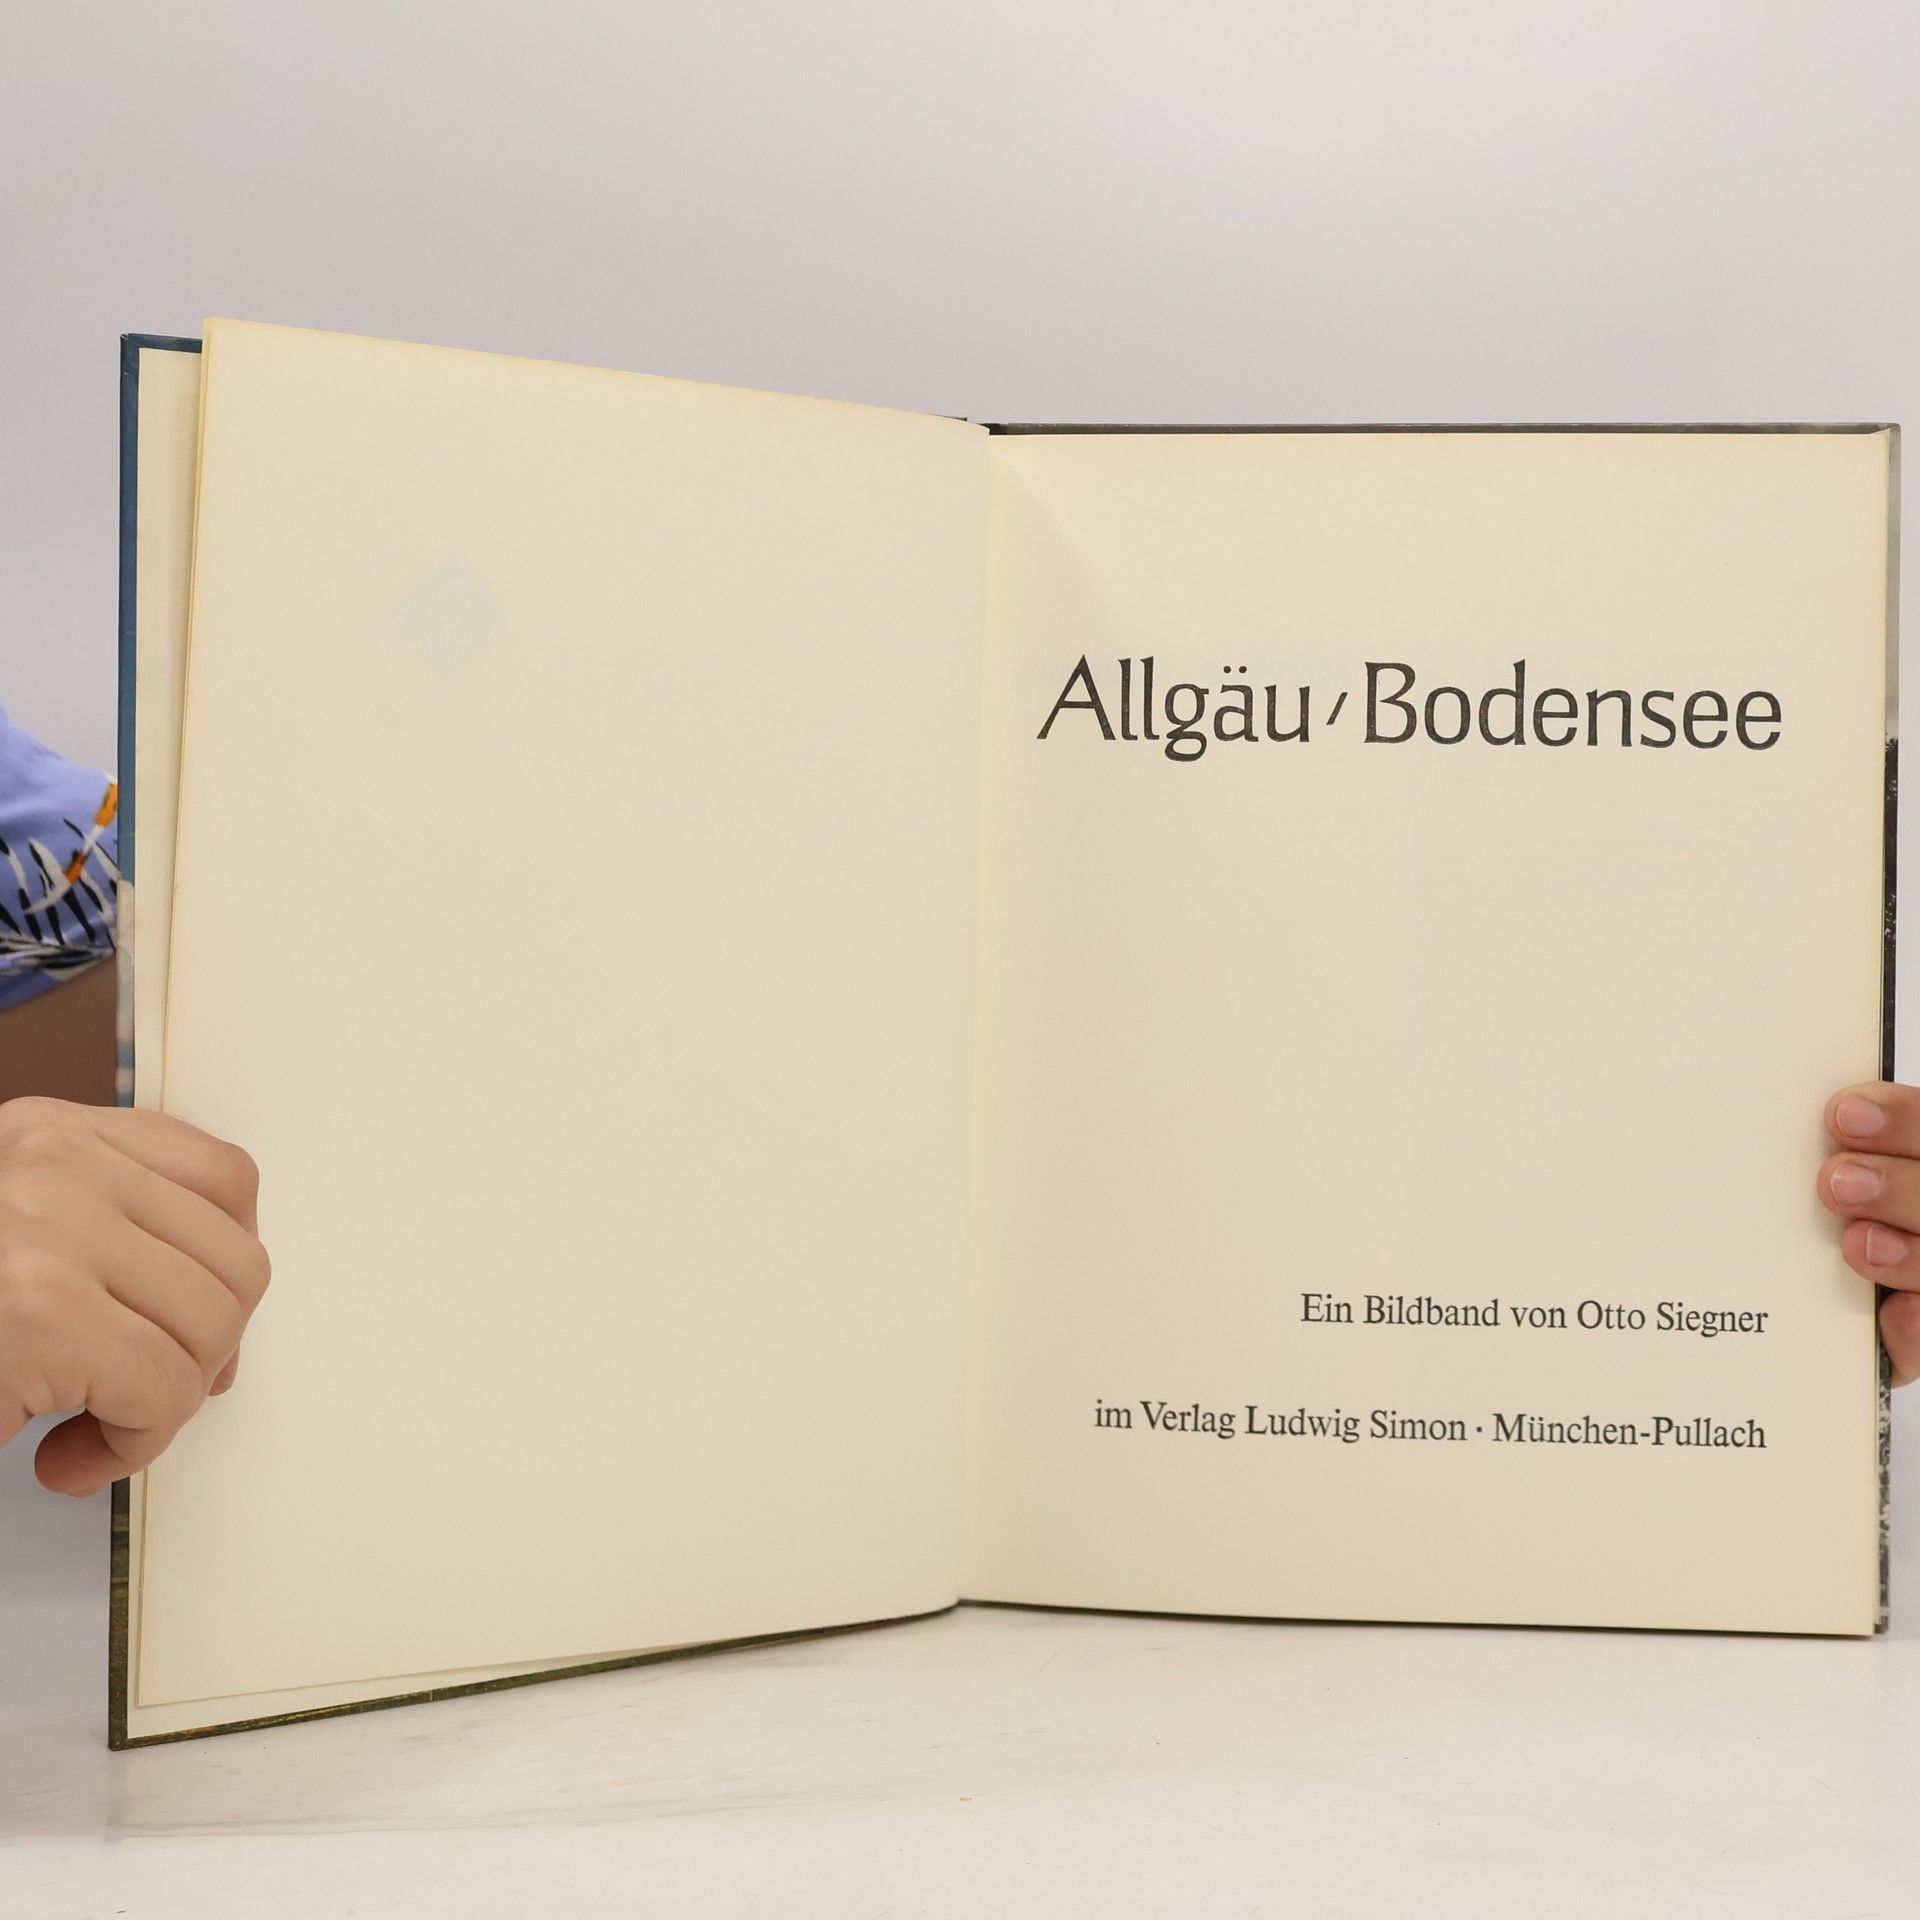 Allgäu/Bodensee
Ein Bildband von Otto Siegner
im Verlag Ludwig Simon · München-Pullach